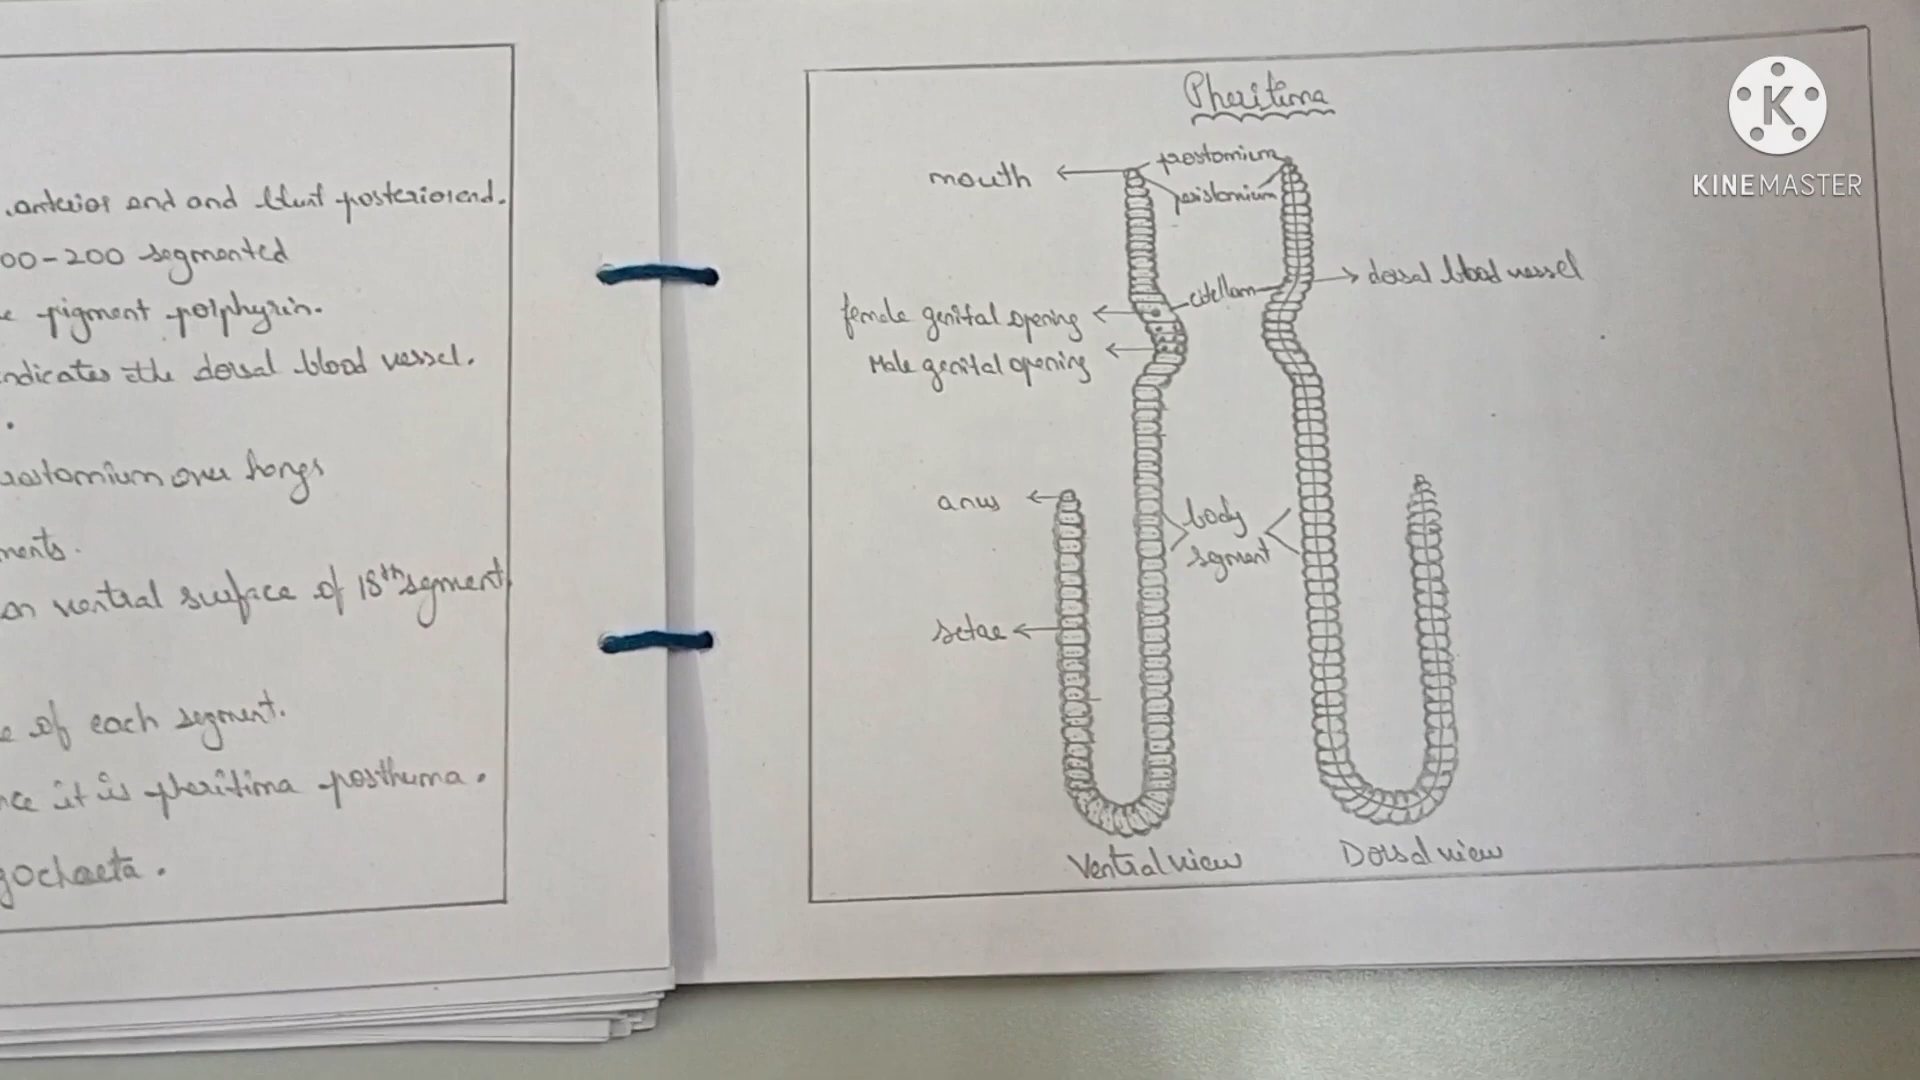 anterior end and blunt posterior end.
00-200 segmented
e pigment porphyrin.
ndicates the dorsal blood vessel.
.
rostomium over hangs
ments.
on ventral surface of 18th segment
e of each segment.
nce it is pheritima posthuma.
gochaeta.
Pheritima
mouth
prostomium
peristomium
dorsal blood vessel
citellam
female genital opening
Male genital opening
anus
body
segment
setae
Ventral view
Dorsal view
K
KINEMASTER